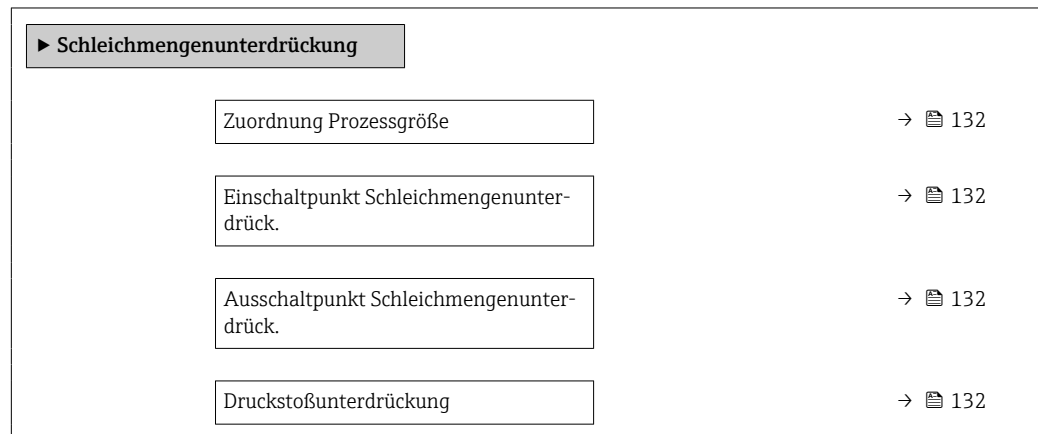 ▶ Schleichmengenunterdrückung
Zuordnung Prozessgröße → 132
Einschaltpunkt Schleichmengenunter- → 132
drück.
Ausschaltpunkt Schleichmengenunter- → 132
drück.
Druckstoßunterdrückung → 132